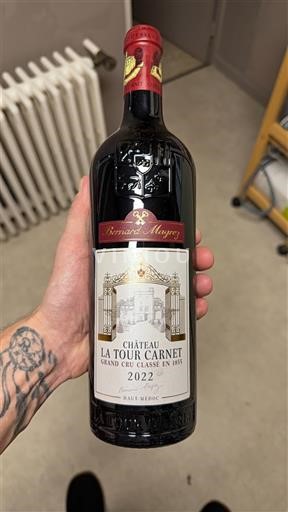 Bernard Magrez
CHÂTEAU
LA TOUR CARNET
GRAND CRU CLASSÉ EN 1855
2022
HAUT-MÉDOC